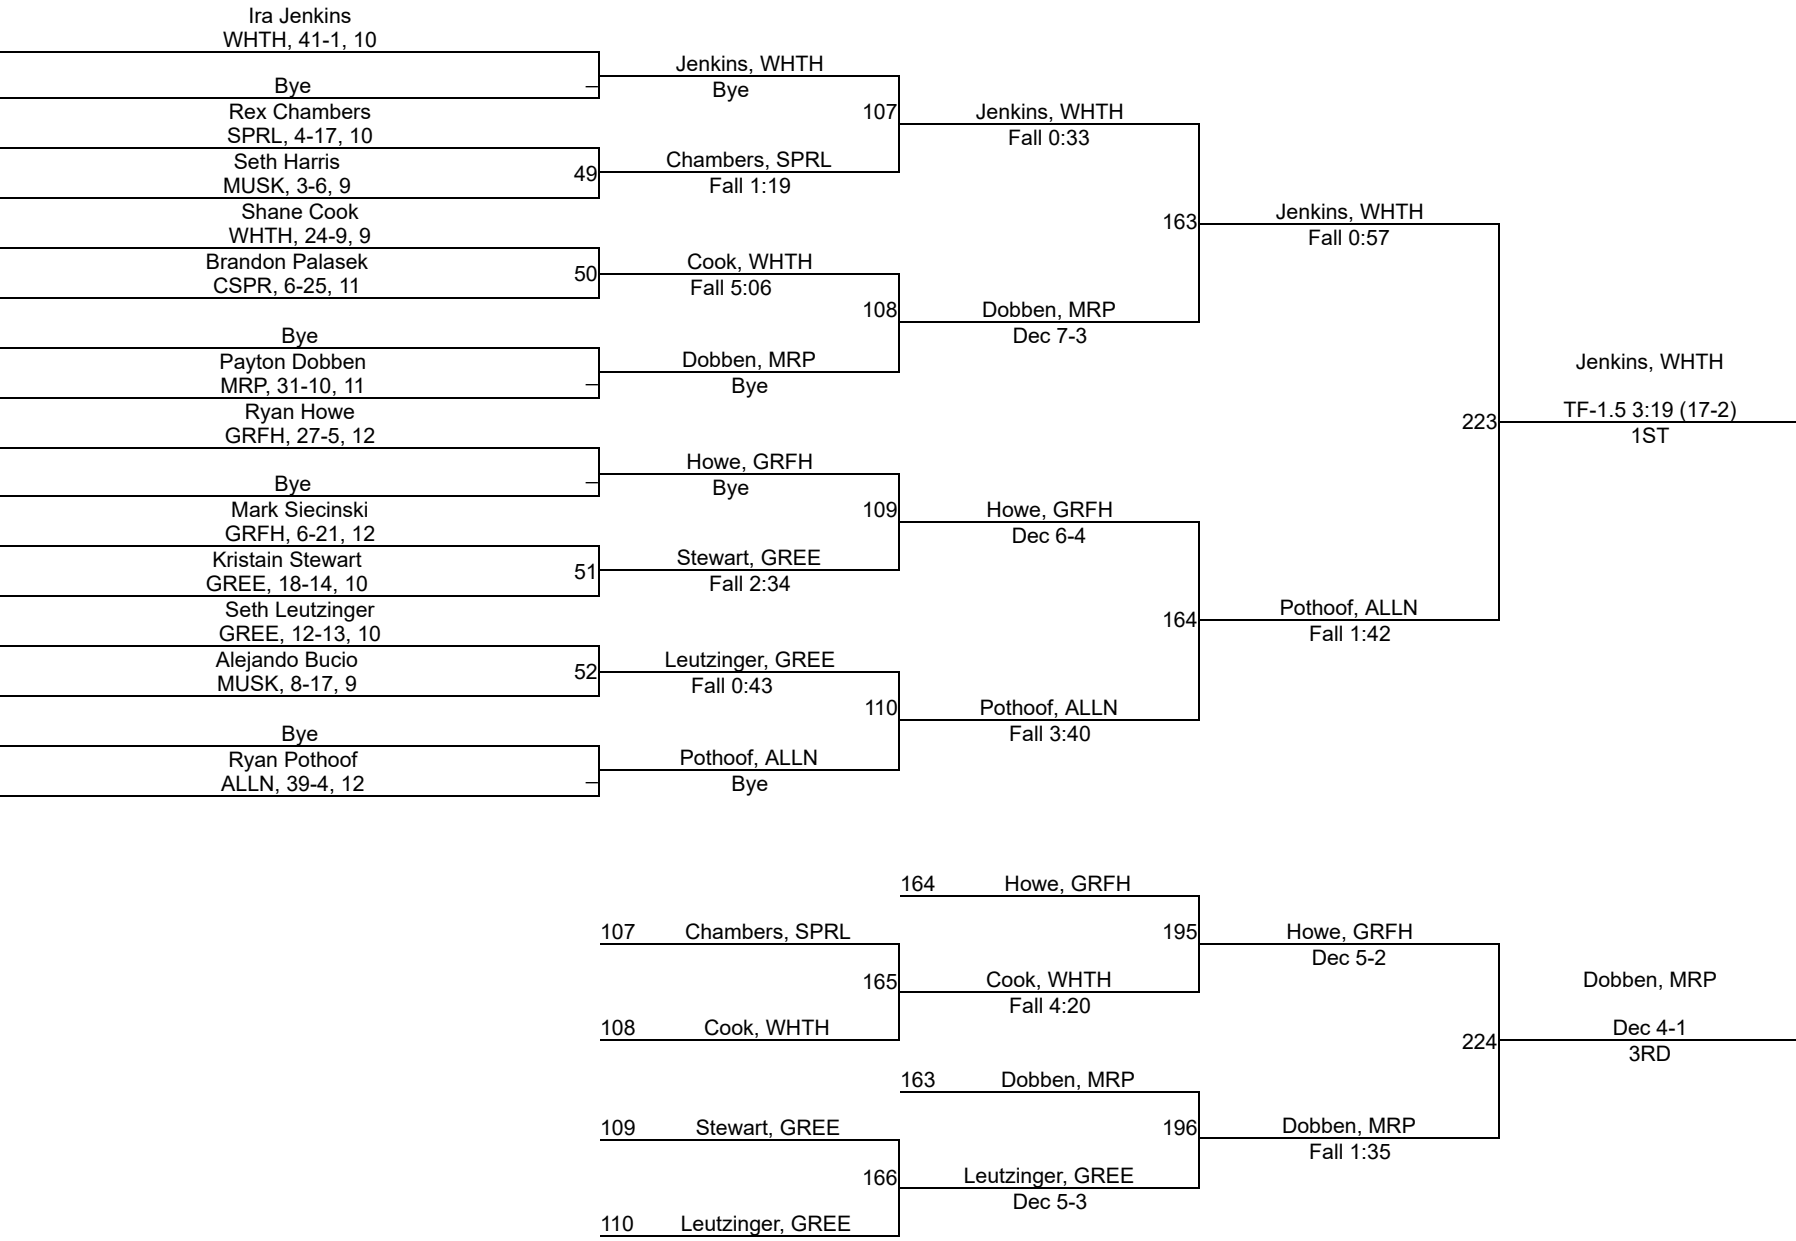 Ira Jenkins
WHTH, 41-1, 10
Bye
Rex Chambers
SPRL, 4-17, 10
Seth Harris
MUSK, 3-6, 9
49
Shane Cook
WHTH, 24-9, 9
Brandon Palasek
CSPR, 6-25, 11
50
Bye
Payton Dobben
MRP, 31-10, 11
Ryan Howe
GRFH, 27-5, 12
Bye
Mark Siecinski
GRFH, 6-21, 12
Kristain Stewart
GREE, 18-14, 10
51
Seth Leutzinger
GREE, 12-13, 10
Alejando Bucio
MUSK, 8-17, 9
52
Bye
Ryan Pothoof
ALLN, 39-4, 12
Jenkins, WHTH
Bye
107
Chambers, SPRL
Fall 1:19
Cook, WHTH
Fall 5:06
108
Dobben, MRP
Bye
Howe, GRFH
Bye
109
Stewart, GREE
Fall 2:34
Leutzinger, GREE
Fall 0:43
110
Pothoof, ALLN
Bye
Jenkins, WHTH
Fall 0:33
163
Dobben, MRP
Dec 7-3
Howe, GRFH
Dec 6-4
164
Pothoof, ALLN
Fall 3:40
Jenkins, WHTH
Fall 0:57
223
Pothoof, ALLN
Fall 1:42
Jenkins, WHTH
TF-1.5 3:19 (17-2)
1ST
107 Chambers, SPRL
165
108 Cook, WHTH
109 Stewart, GREE
166
110 Leutzinger, GREE
164 Howe, GRFH
195
Cook, WHTH
Fall 4:20
163 Dobben, MRP
196
Leutzinger, GREE
Dec 5-3
Howe, GRFH
Dec 5-2
224
Dobben, MRP
Fall 1:35
Dobben, MRP
Dec 4-1
3RD